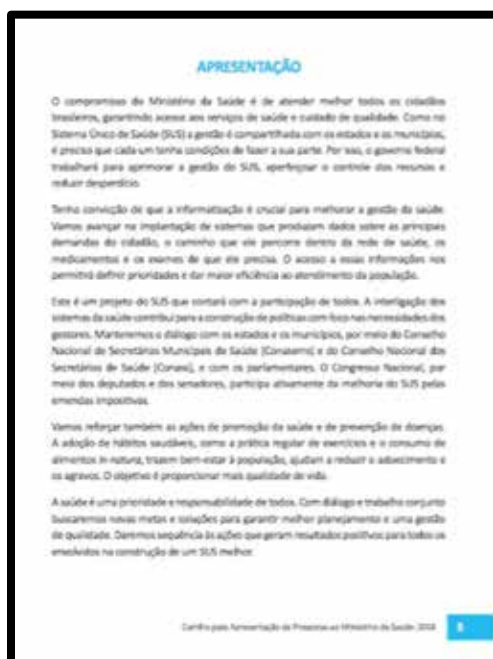 APRESENTAÇÃO
O compromisso do Ministério da Saúde é de atender melhor todos os cidadãos
brasileiros, garantindo acesso aos serviços de saúde e cuidado de qualidade. Como no
Sistema Único de Saúde (SUS) a gestão é compartilhada com os estados e os municípios,
é preciso que cada um tenha condições de fazer a sua parte. Por isso, o governo federal
trabalhará para aprimorar a gestão do SUS, aperfeiçoar o controle dos recursos e
reduzir desperdício.
Tenho convicção de que a informatização é crucial para melhorar a gestão da saúde.
Vamos avançar na implantação de sistemas que produzam dados sobre as principais
demandas do cidadão, o caminho que ele percorre dentro da rede de saúde, os
medicamentos e os exames de que ele precisa. O acesso a essas informações nos
permitirá definir prioridades e dar maior eficiência ao atendimento da população.
Este é um projeto do SUS que contará com a participação de todos. A interligação dos
sistemas da saúde contribui para a construção de políticas com foco nas necessidades dos
gestores. Manteremos o diálogo com os estados e os municípios, por meio do Conselho
Nacional de Secretários Municipais de Saúde (Conasems) e do Conselho Nacional dos
Secretários de Saúde (Conass), e com os parlamentares. O Congresso Nacional, por
meio dos deputados e dos senadores, participa ativamente da melhoria do SUS pelas
emendas impositivas.
Vamos reforçar também as ações de promoção da saúde e de prevenção de doenças.
A adoção de hábitos saudáveis, como a prática regular de exercícios e o consumo de
alimentos in natura, trazem bem-estar à população, ajudam a reduzir o adoecimento e
os agravos. O objetivo é proporcionar mais qualidade de vida.
A saúde é uma prioridade e responsabilidade de todos. Com diálogo e trabalho conjunto
buscaremos novas metas e soluções para garantir melhor planejamento e uma gestão
de qualidade. Daremos sequência às ações que geram resultados positivos para todos os
envolvidos na construção de um SUS melhor.
Cartilha para Apresentação de Propostas ao Ministério da Saúde 2018